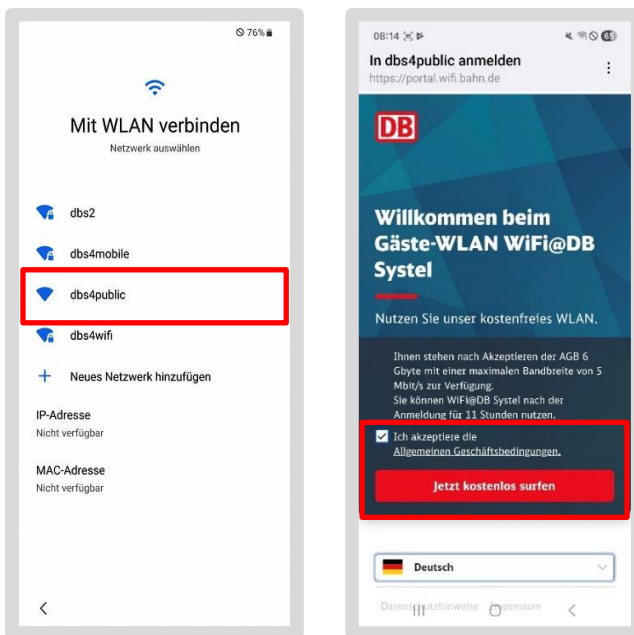 76%
Mit WLAN verbinden
Netzwerk auswählen
dbs2
dbs4mobile
dbs4public
dbs4wifi
Neues Netzwerk hinzufügen
IP-Adresse
Nicht verfügbar
MAC-Adresse
Nicht verfügbar
08:14
In dbs4public anmelden
https://portal.wifi.bahn.de
DB
Willkommen beim
Gäste-WLAN WiFi@DB
Systel
Nutzen Sie unser kostenfreies WLAN.
Ihnen stehen nach Akzeptieren der AGB 6
Gbyte mit einer maximalen Bandbreite von 5
Mbit/s zur Verfügung.
Sie können WiFi@DB Systel nach der
Anmeldung für 11 Stunden nutzen.
Ich akzeptiere die
Allgemeinen Geschäftsbedingungen.
Jetzt kostenlos surfen
Deutsch
Datenschutzhinweise Impressum